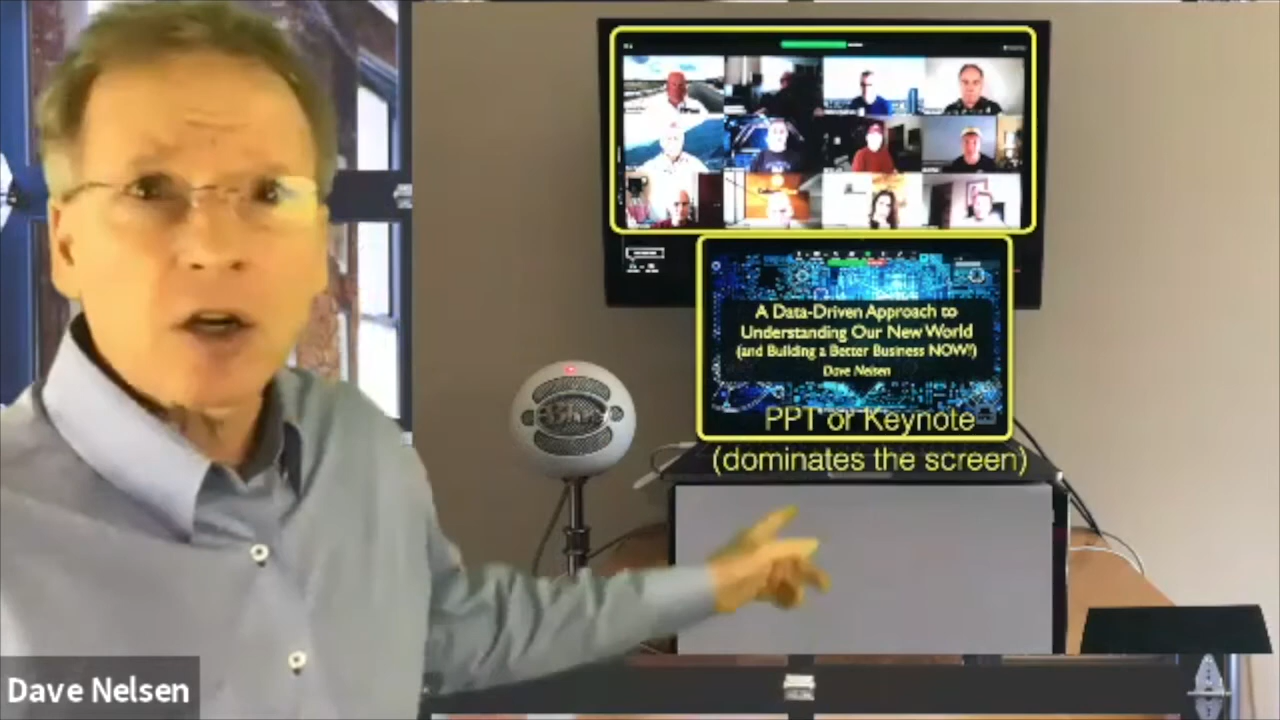 A Data-Driven Approach to
Understanding Our New World
(and Building a Better Business NOW!)
Dave Nelsen
PPT or Keynote
(dominates the screen)
Dave Nelsen